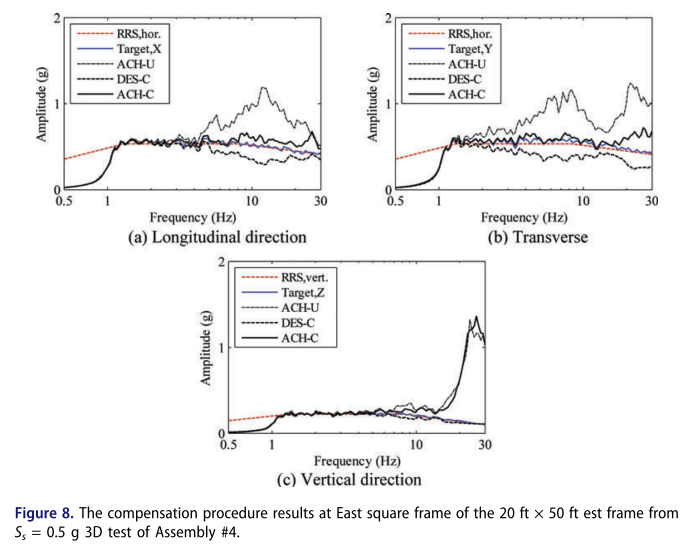 2
1
0
Amplitude (g)
RRS,hor.
Target,X
ACH-U
DES-C
ACH-C
0.5 1 10 30
Frequency (Hz)
(a) Longitudinal direction
2
1
0
Amplitude (g)
RRS,hor.
Target,Y
ACH-U
DES-C
ACH-C
0.5 1 10 30
Frequency (Hz)
(b) Transverse
2
1
0
Amplitude (g)
RRS,vert.
Target,Z
ACH-U
DES-C
ACH-C
0.5 1 10 30
Frequency (Hz)
(c) Vertical direction
Figure 8. The compensation procedure results at East square frame of the 20 ft × 50 ft est frame from
Ss = 0.5 g 3D test of Assembly #4.